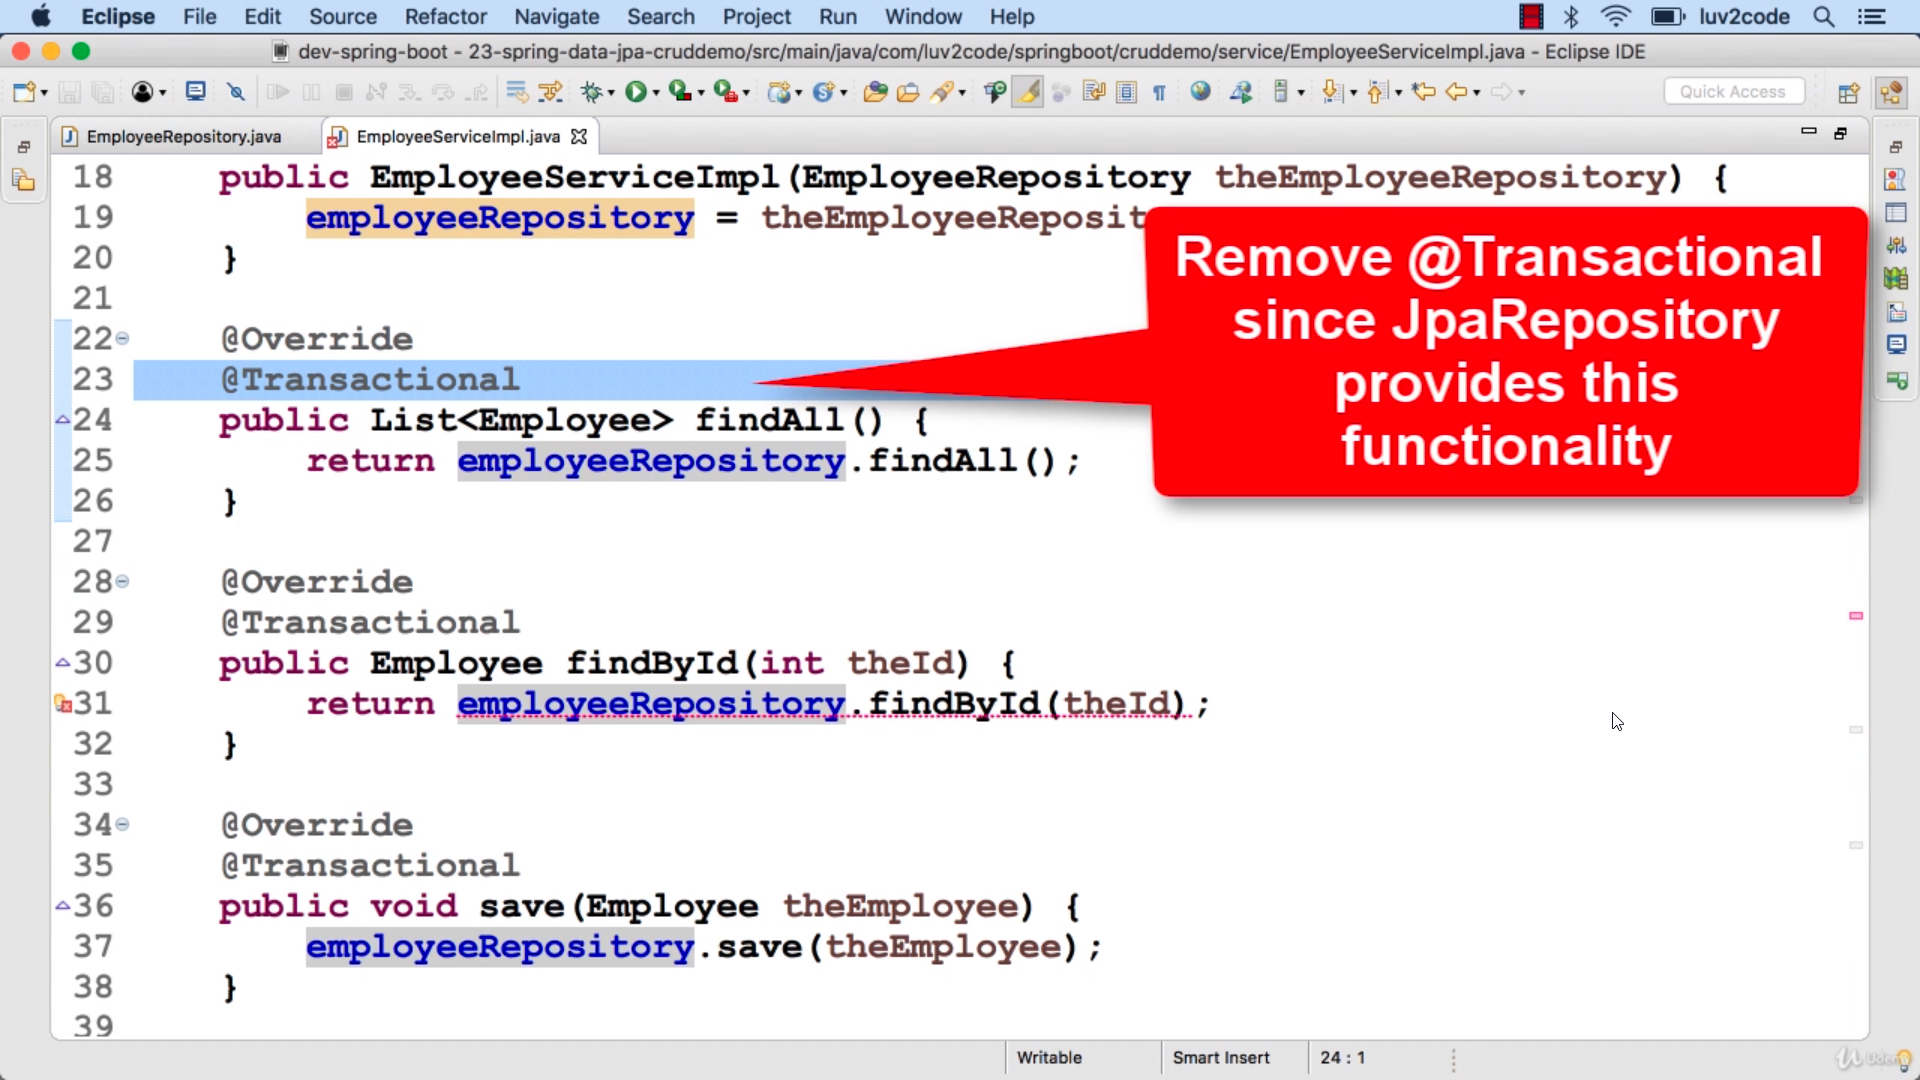 Eclipse File Edit Source Refactor Navigate Search Project Run Window Help luv2code
dev-spring-boot - 23-spring-data-jpa-cruddemo/src/main/java/com/luv2code/springboot/cruddemo/service/EmployeeServiceImpl.java - Eclipse IDE
Quick Access
EmployeeRepository.java EmployeeServiceImpl.java
18 public EmployeeServiceImpl(EmployeeRepository theEmployeeRepository) {
19 employeeRepository = theEmployeeReposit
20 }
21
22 @Override
23 @Transactional
24 public List<Employee> findAll() {
25 return employeeRepository.findAll();
26 }
27
28 @Override
29 @Transactional
30 public Employee findById(int theId) {
31 return employeeRepository.findById(theId);
32 }
33
34 @Override
35 @Transactional
36 public void save(Employee theEmployee) {
37 employeeRepository.save(theEmployee);
38 }
39
Remove @Transactional
since JpaRepository
provides this
functionality
Writable Smart Insert 24 : 1
Udemy